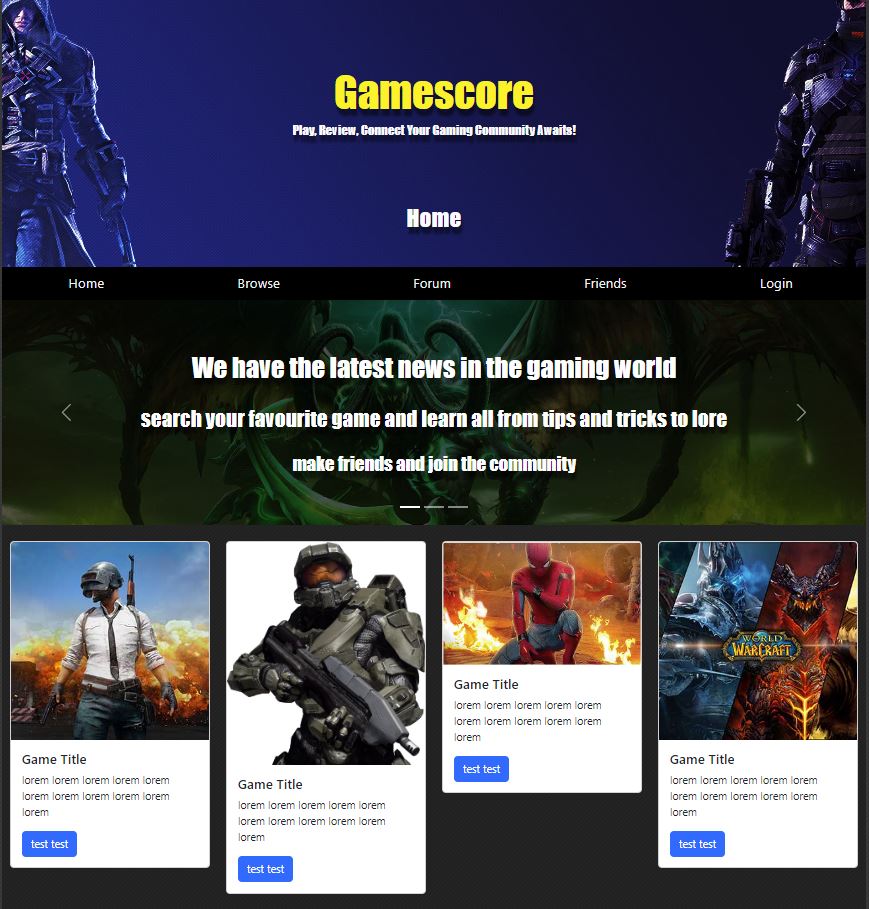 Gamescore
Play, Review, Connect Your Gaming Community Awaits!
Home
Home
Browse
Forum
Friends
Login
We have the latest news in the gaming world
search your favourite game and learn all from tips and tricks to lore
make friends and join the community
Game Title
lorem lorem lorem lorem lorem
lorem lorem lorem lorem lorem
lorem
test test
Game Title
lorem lorem lorem lorem lorem
lorem lorem lorem lorem lorem
lorem
test test
Game Title
lorem lorem lorem lorem lorem
lorem lorem lorem lorem lorem
lorem
test test
WORLD
WARCRAFT
Game Title
lorem lorem lorem lorem lorem
lorem lorem lorem lorem lorem
lorem
test test